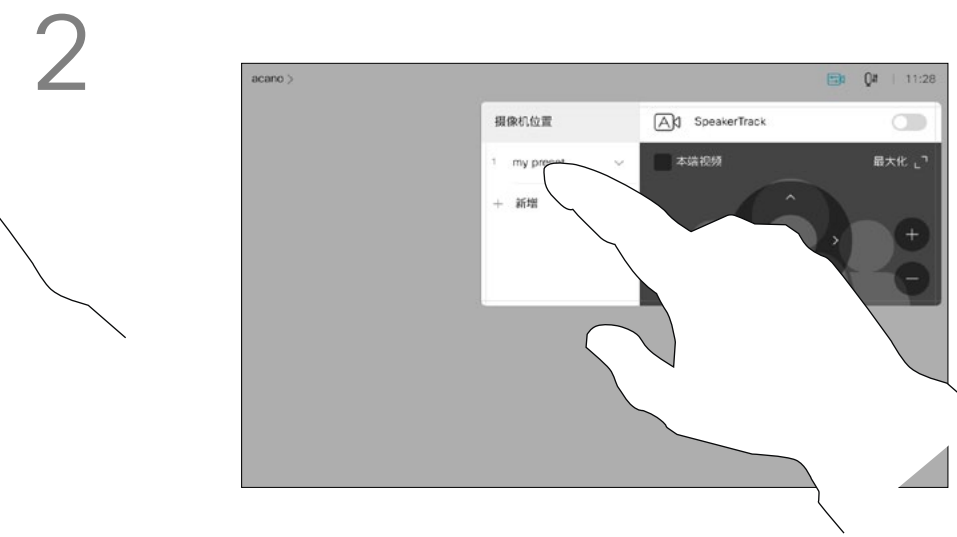 2
acano >
11:28
摄像机位置
A SpeakerTrack
1 my preset
本端视频
最大化
+ 新增